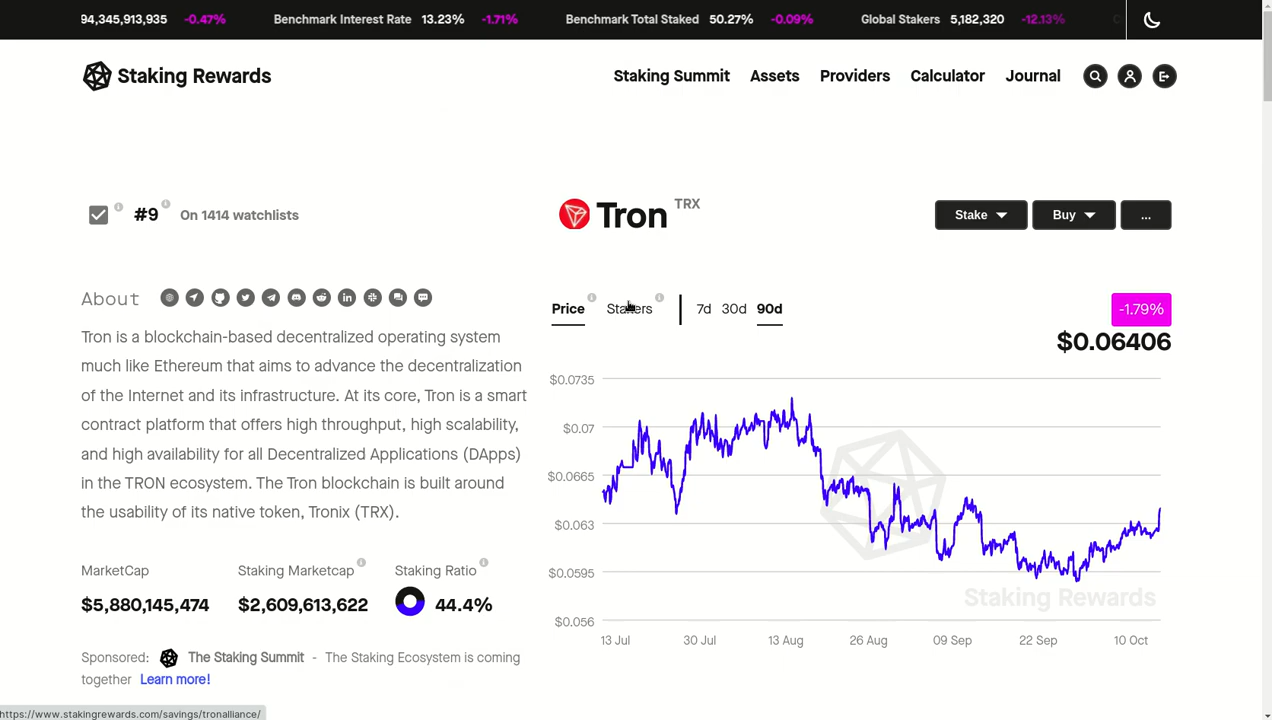 94,345,913,935 -0.47% Benchmark Interest Rate 13.23% -1.71% Benchmark Total Staked 50.27% -0.09% Global Stakers 5,182,320 -12.13%
Staking Rewards
Staking Summit Assets Providers Calculator Journal
#9 On 1414 watchlists
Tron TRX
Stake Buy ...
About
Price Stakers 7d 30d 90d
-1.79%
$0.06406
Tron is a blockchain-based decentralized operating system
much like Ethereum that aims to advance the decentralization
of the Internet and its infrastructure. At its core, Tron is a smart
contract platform that offers high throughput, high scalability,
and high availability for all Decentralized Applications (DApps)
in the TRON ecosystem. The Tron blockchain is built around
the usability of its native token, Tronix (TRX).
MarketCap Staking Marketcap Staking Ratio
$5,880,145,474 $2,609,613,622 44.4%
Sponsored: The Staking Summit - The Staking Ecosystem is coming
together Learn more!
$0.0735
$0.07
$0.0665
$0.063
$0.0595
$0.056
Staking Rewards
13 Jul 30 Jul 13 Aug 26 Aug 09 Sep 22 Sep 10 Oct
https://www.stakingrewards.com/savings/tronalliance/